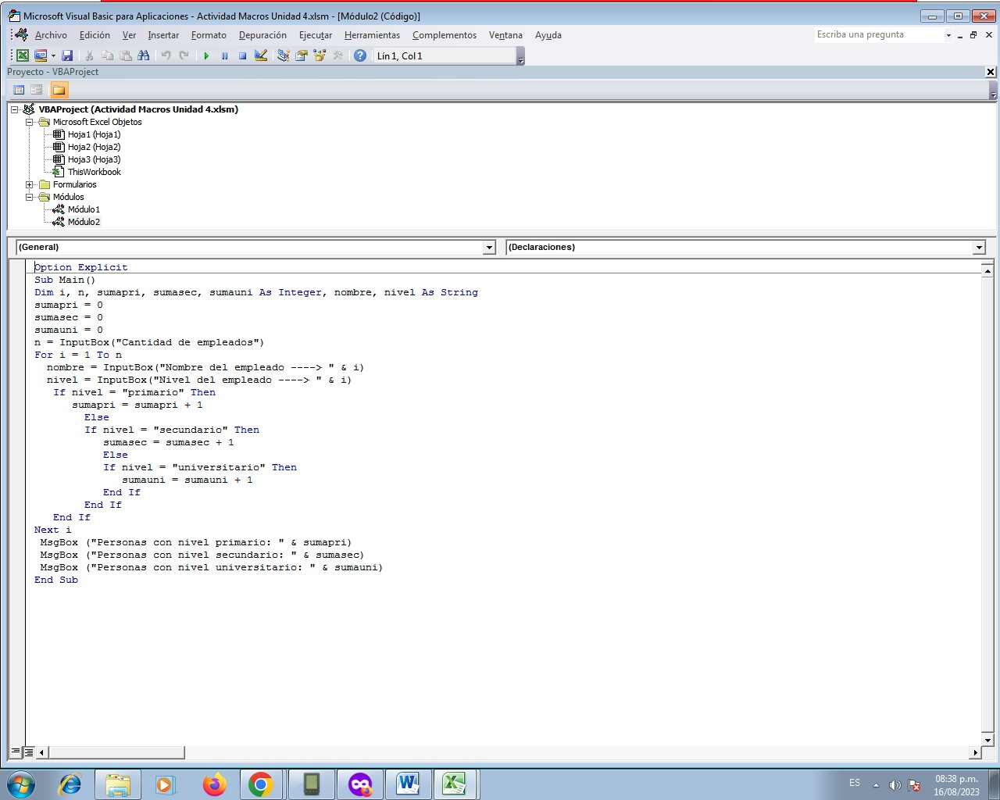 Microsoft Visual Basic para Aplicaciones - Actividad Macros Unidad 4.xlsm - [Módulo2 (Código)]
Archivo Edición Ver Insertar Formato Depuración Ejecutar Herramientas Complementos Ventana Ayuda Escriba una pregunta
Lín 1, Col 1
Proyecto - VBAProject
VBAProject (Actividad Macros Unidad 4.xlsm)
Microsoft Excel Objetos
Hoja1 (Hoja1)
Hoja2 (Hoja2)
Hoja3 (Hoja3)
ThisWorkbook
Formularios
Módulos
Módulo1
Módulo2
(General) (Declaraciones)
Option Explicit
Sub Main()
Dim i, n, sumapri, sumasec, sumauni As Integer, nombre, nivel As String
sumapri = 0
sumasec = 0
sumauni = 0
n = InputBox("Cantidad de empleados")
For i = 1 To n
  nombre = InputBox("Nombre del empleado ----> " & i)
  nivel = InputBox("Nivel del empleado ----> " & i)
   If nivel = "primario" Then
      sumapri = sumapri + 1
        Else
        If nivel = "secundario" Then
           sumasec = sumasec + 1
           Else
           If nivel = "universitario" Then
              sumauni = sumauni + 1
           End If
        End If
   End If
Next i
 MsgBox ("Personas con nivel primario: " & sumapri)
 MsgBox ("Personas con nivel secundario: " & sumasec)
 MsgBox ("Personas con nivel universitario: " & sumauni)
End Sub
ES
08:38 p.m.
16/08/2023